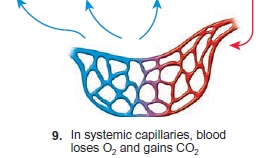 9. In systemic capillaries, blood
loses O₂ and gains CO₂